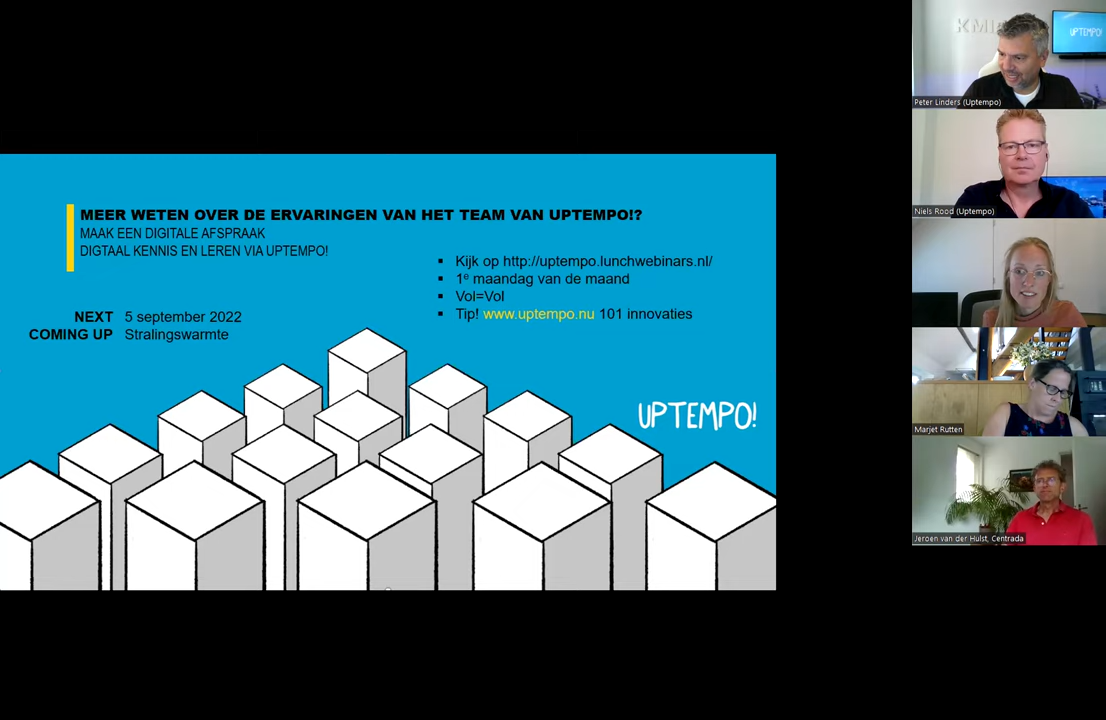 MEER WETEN OVER DE ERVARINGEN VAN HET TEAM VAN UPTEMPO!?
MAAK EEN DIGITALE AFSPRAAK
DIGTAAL KENNIS EN LEREN VIA UPTEMPO!
Kijk op http://uptempo.lunchwebinars.nl/
1e maandag van de maand
Vol=Vol
Tip! www.uptempo.nu 101 innovaties
NEXT 5 september 2022
COMING UP Stralingswarmte
UPTEMPO!
UPTEMPO!
Peter Linders (Uptempo)
Niels Rood (Uptempo)
Marjet Rutten
Jeroen van der Hulst, Centrada